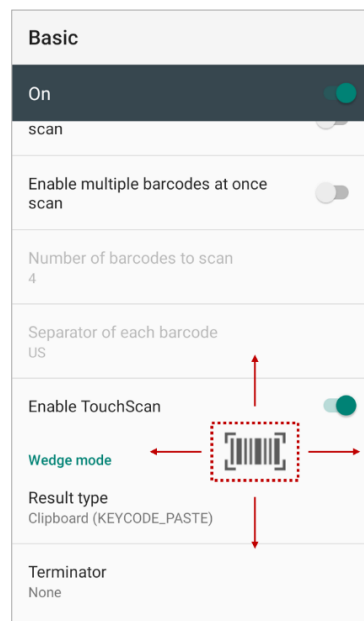 Basic
On
scan
Enable multiple barcodes at once
scan
Number of barcodes to scan
4
Separator of each barcode
US
Enable TouchScan
Wedge mode
Result type
Clipboard (KEYCODE_PASTE)
Terminator
None